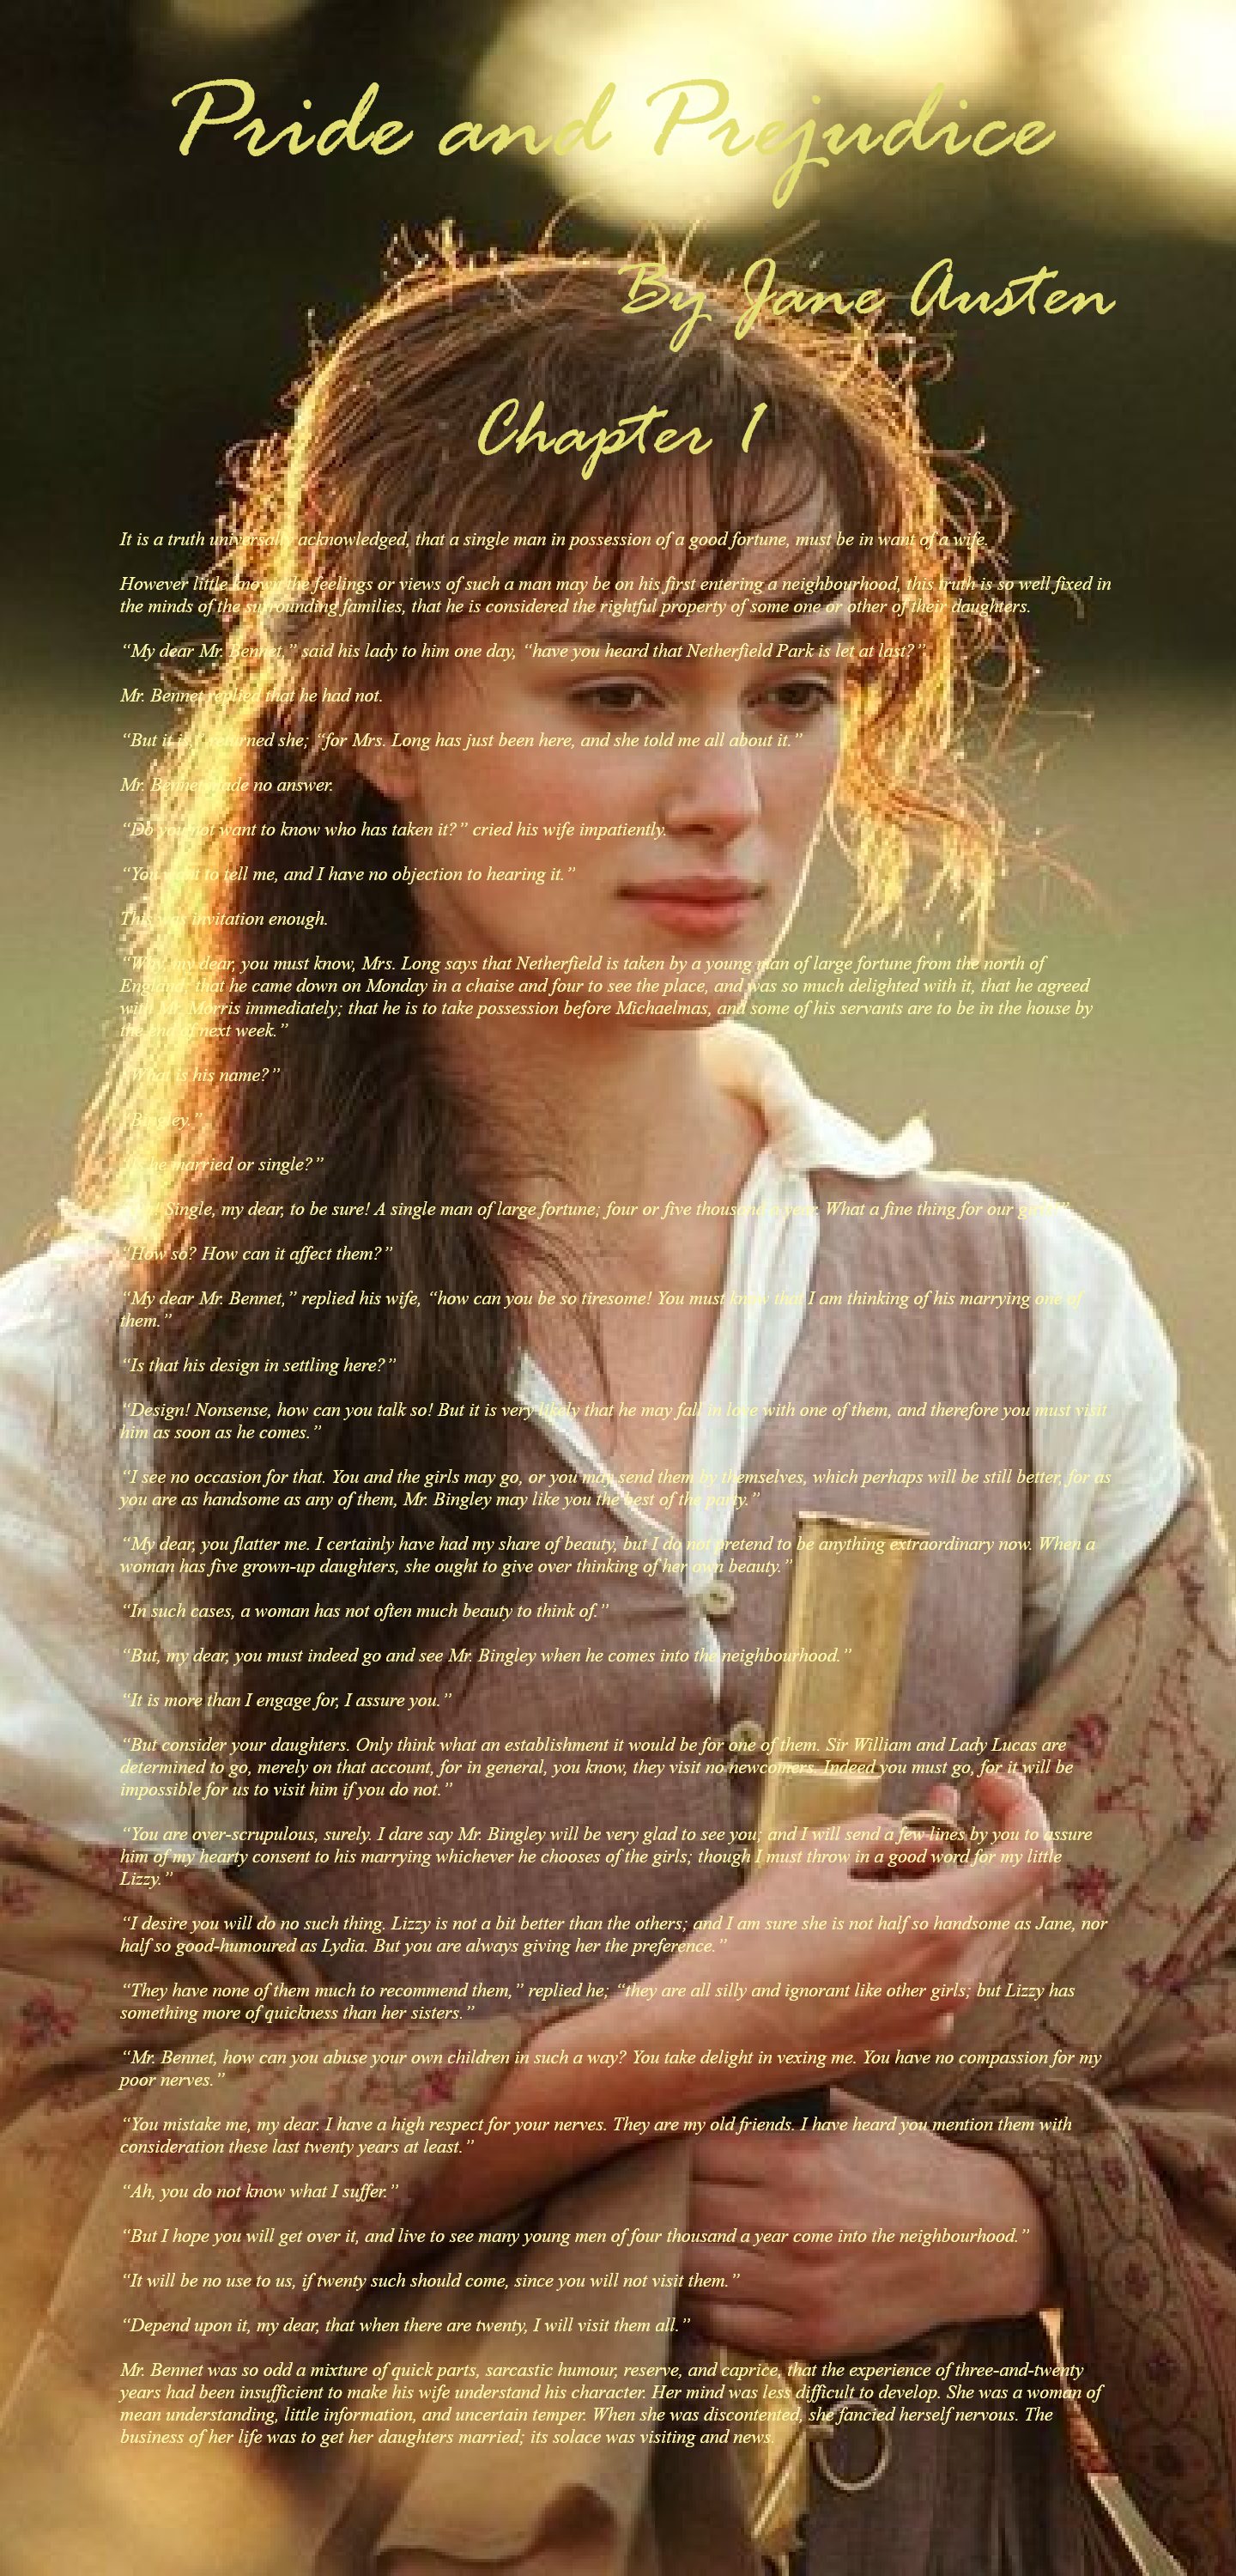 Pride and Prejudice
By Jane Austen
Chapter 1
It is a truth universally acknowledged, that a single man in possession of a good fortune, must be in want of a wife.
However little known the feelings or views of such a man may be on his first entering a neighbourhood, this truth is so well fixed in
the minds of the surrounding families, that he is considered the rightful property of some one or other of their daughters.
“My dear Mr. Bennet,” said his lady to him one day, “have you heard that Netherfield Park is let at last?”
Mr. Bennet replied that he had not.
“But it is,” returned she; “for Mrs. Long has just been here, and she told me all about it.”
Mr. Bennet made no answer.
“Do you not want to know who has taken it?” cried his wife impatiently.
“You want to tell me, and I have no objection to hearing it.”
This was invitation enough.
“Why, my dear, you must know, Mrs. Long says that Netherfield is taken by a young man of large fortune from the north of
England; that he came down on Monday in a chaise and four to see the place, and was so much delighted with it, that he agreed
with Mr. Morris immediately; that he is to take possession before Michaelmas, and some of his servants are to be in the house by
the end of next week.”
“What is his name?”
“Bingley.”
“Is he married or single?”
“Oh! Single, my dear, to be sure! A single man of large fortune; four or five thousand a year. What a fine thing for our girls!”
“How so? How can it affect them?”
“My dear Mr. Bennet,” replied his wife, “how can you be so tiresome! You must know that I am thinking of his marrying one of
them.”
“Is that his design in settling here?”
“Design! Nonsense, how can you talk so! But it is very likely that he may fall in love with one of them, and therefore you must visit
him as soon as he comes.”
“I see no occasion for that. You and the girls may go, or you may send them by themselves, which perhaps will be still better, for as
you are as handsome as any of them, Mr. Bingley may like you the best of the party.”
“My dear, you flatter me. I certainly have had my share of beauty, but I do not pretend to be anything extraordinary now. When a
woman has five grown-up daughters, she ought to give over thinking of her own beauty.”
“In such cases, a woman has not often much beauty to think of.”
“But, my dear, you must indeed go and see Mr. Bingley when he comes into the neighbourhood.”
“It is more than I engage for, I assure you.”
“But consider your daughters. Only think what an establishment it would be for one of them. Sir William and Lady Lucas are
determined to go, merely on that account, for in general, you know, they visit no newcomers. Indeed you must go, for it will be
impossible for us to visit him if you do not.”
“You are over-scrupulous, surely. I dare say Mr. Bingley will be very glad to see you; and I will send a few lines by you to assure
him of my hearty consent to his marrying whichever he chooses of the girls; though I must throw in a good word for my little
Lizzy.”
“I desire you will do no such thing. Lizzy is not a bit better than the others; and I am sure she is not half so handsome as Jane, nor
half so good-humoured as Lydia. But you are always giving her the preference.”
“They have none of them much to recommend them,” replied he; “they are all silly and ignorant like other girls; but Lizzy has
something more of quickness than her sisters.”
“Mr. Bennet, how can you abuse your own children in such a way? You take delight in vexing me. You have no compassion for my
poor nerves.”
“You mistake me, my dear. I have a high respect for your nerves. They are my old friends. I have heard you mention them with
consideration these last twenty years at least.”
“Ah, you do not know what I suffer.”
“But I hope you will get over it, and live to see many young men of four thousand a year come into the neighbourhood.”
“It will be no use to us, if twenty such should come, since you will not visit them.”
“Depend upon it, my dear, that when there are twenty, I will visit them all.”
Mr. Bennet was so odd a mixture of quick parts, sarcastic humour, reserve, and caprice, that the experience of three-and-twenty
years had been insufficient to make his wife understand his character. Her mind was less difficult to develop. She was a woman of
mean understanding, little information, and uncertain temper. When she was discontented, she fancied herself nervous. The
business of her life was to get her daughters married; its solace was visiting and news.